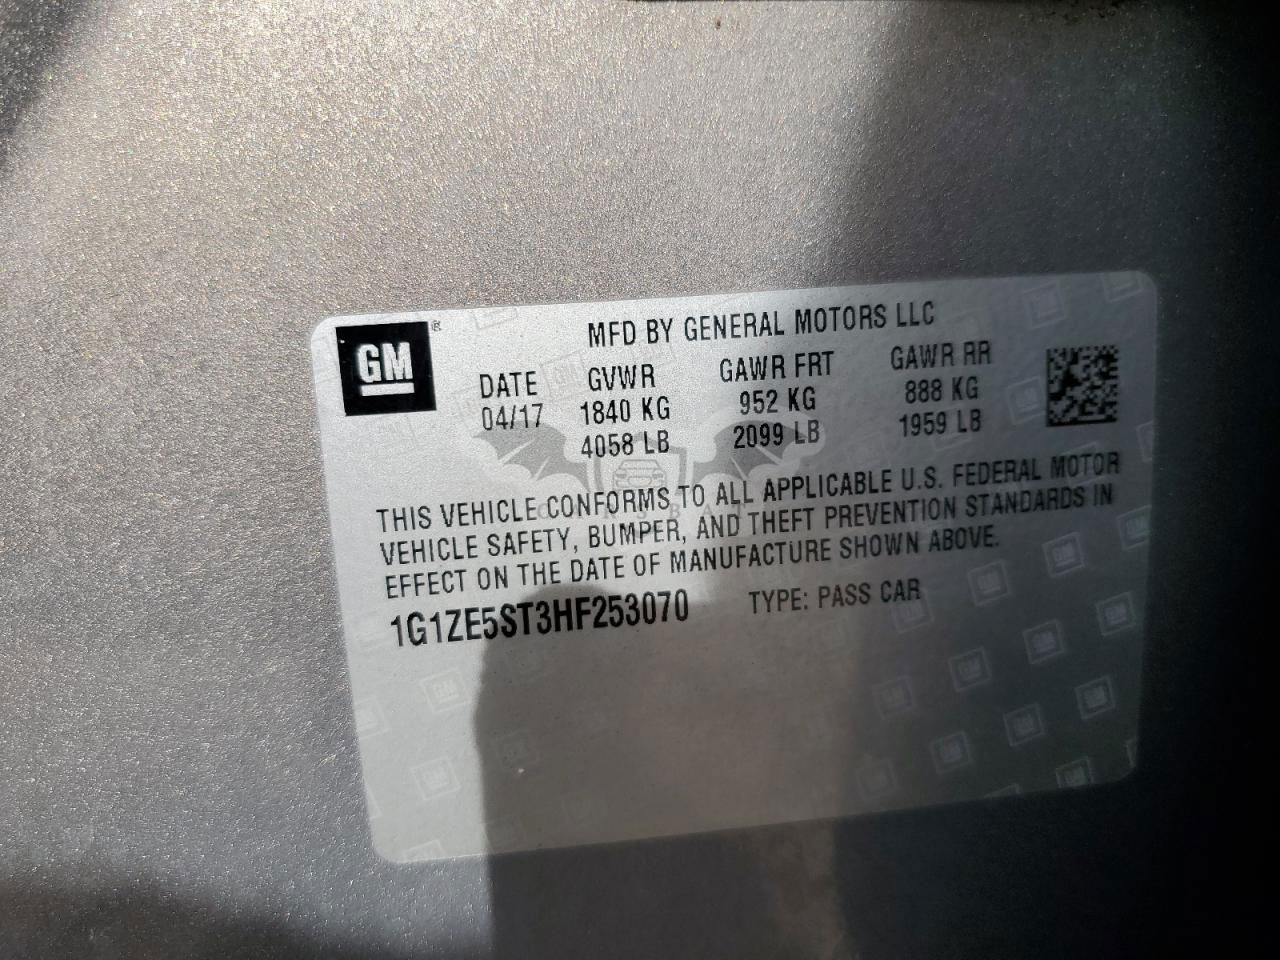 GM ®
MFD BY GENERAL MOTORS LLC
DATE GVWR GAWR FRT GAWR RR
04/17 1840 KG 952 KG 888 KG
4058 LB 2099 LB 1959 LB
THIS VEHICLE CONFORMS TO ALL APPLICABLE U.S. FEDERAL MOTOR
VEHICLE SAFETY, BUMPER, AND THEFT PREVENTION STANDARDS IN
EFFECT ON THE DATE OF MANUFACTURE SHOWN ABOVE.
1G1ZE5ST3HF253070 TYPE: PASS CAR